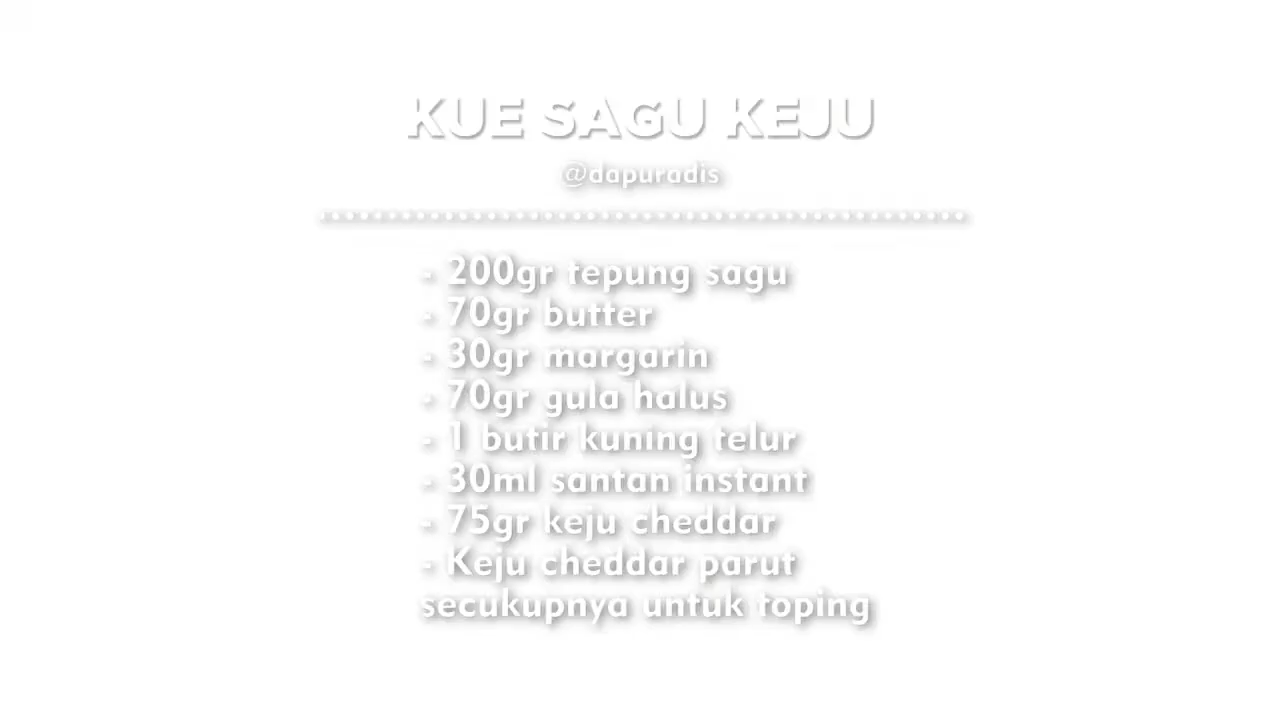 KUE SAGU KEJU
@dapuradis
- 200gr tepung sagu
- 70gr butter
- 30gr margarin
- 70gr gula halus
- 1 butir kuning telur
- 30ml santan instant
- 75gr keju cheddar
- Keju cheddar parut
secukupnya untuk toping